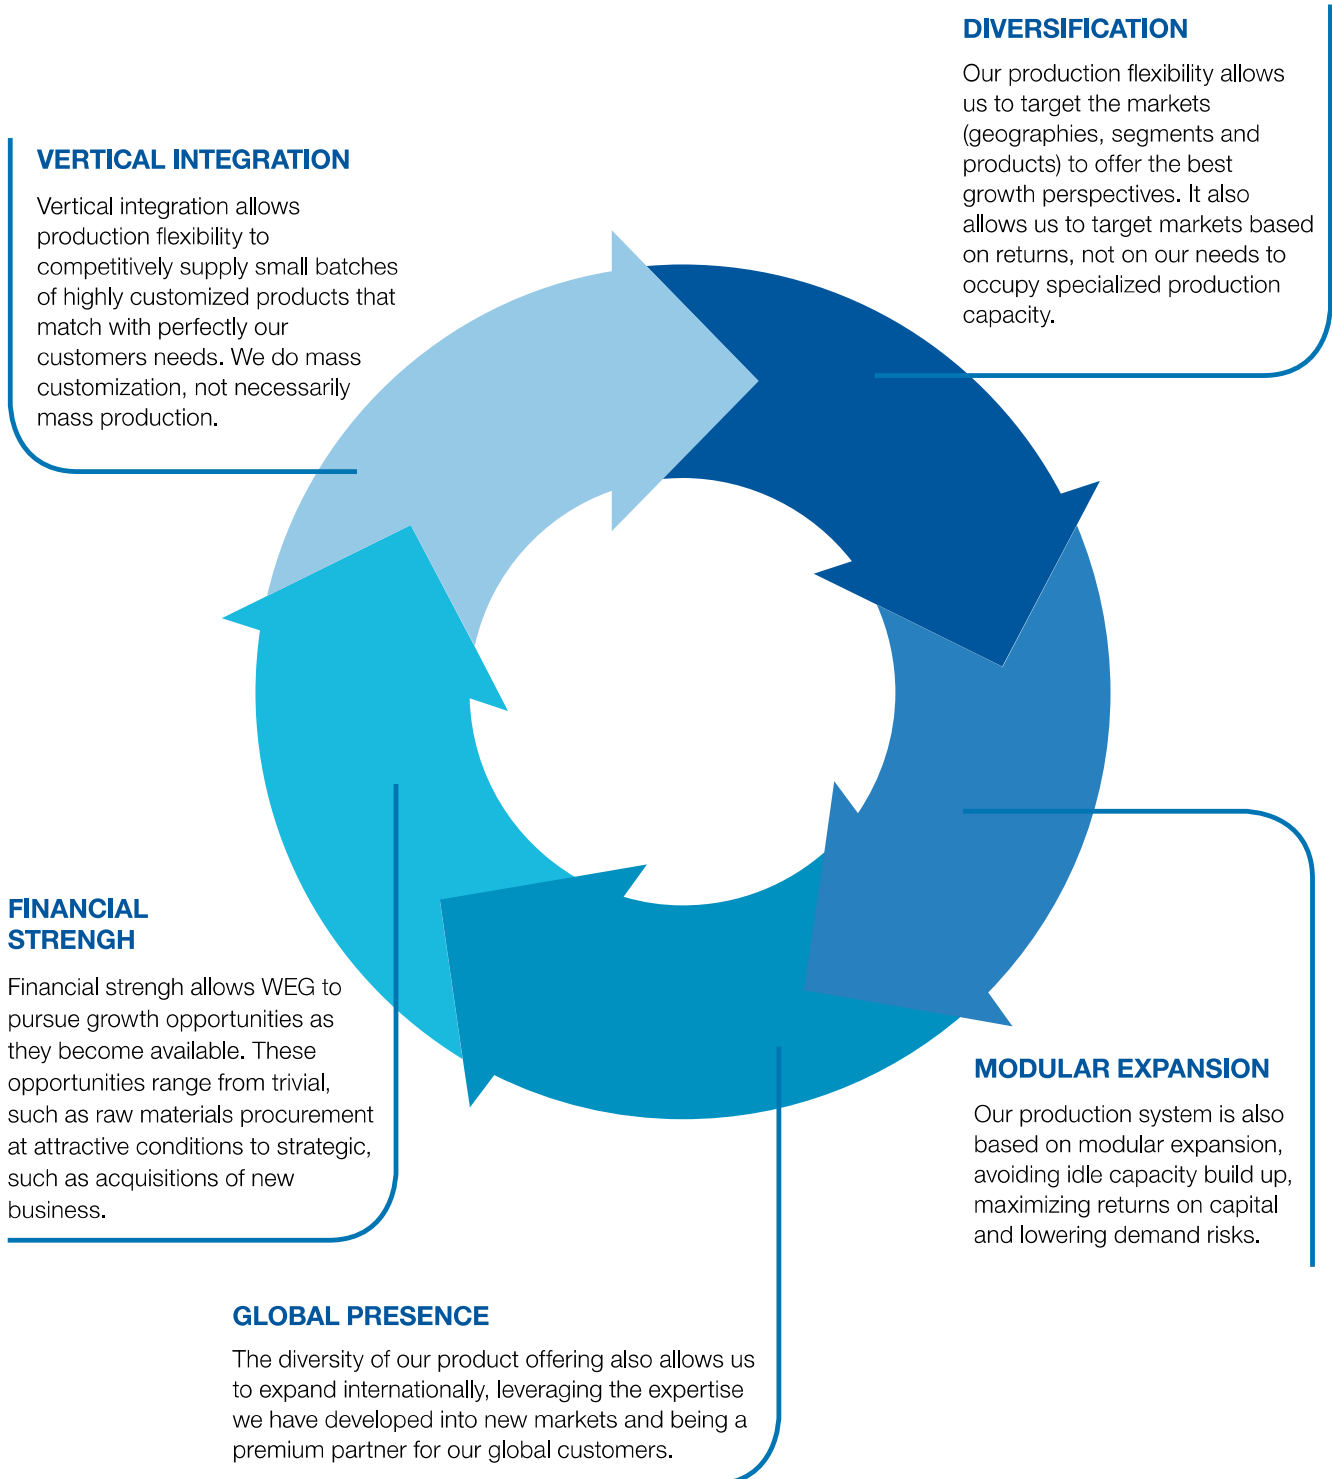 DIVERSIFICATION
Our production flexibility allows
us to target the markets
(geographies, segments and
products) to offer the best
growth perspectives. It also
allows us to target markets based
on returns, not on our needs to
occupy specialized production
capacity.
VERTICAL INTEGRATION
Vertical integration allows
production flexibility to
competitively supply small batches
of highly customized products that
match with perfectly our
customers needs. We do mass
customization, not necessarily
mass production.
FINANCIAL
STRENGH
Financial strengh allows WEG to
pursue growth opportunities as
they become available. These
opportunities range from trivial,
such as raw materials procurement
at attractive conditions to strategic,
such as acquisitions of new
business.
MODULAR EXPANSION
Our production system is also
based on modular expansion,
avoiding idle capacity build up,
maximizing returns on capital
and lowering demand risks.
GLOBAL PRESENCE
The diversity of our product offering also allows us
to expand internationally, leveraging the expertise
we have developed into new markets and being a
premium partner for our global customers.